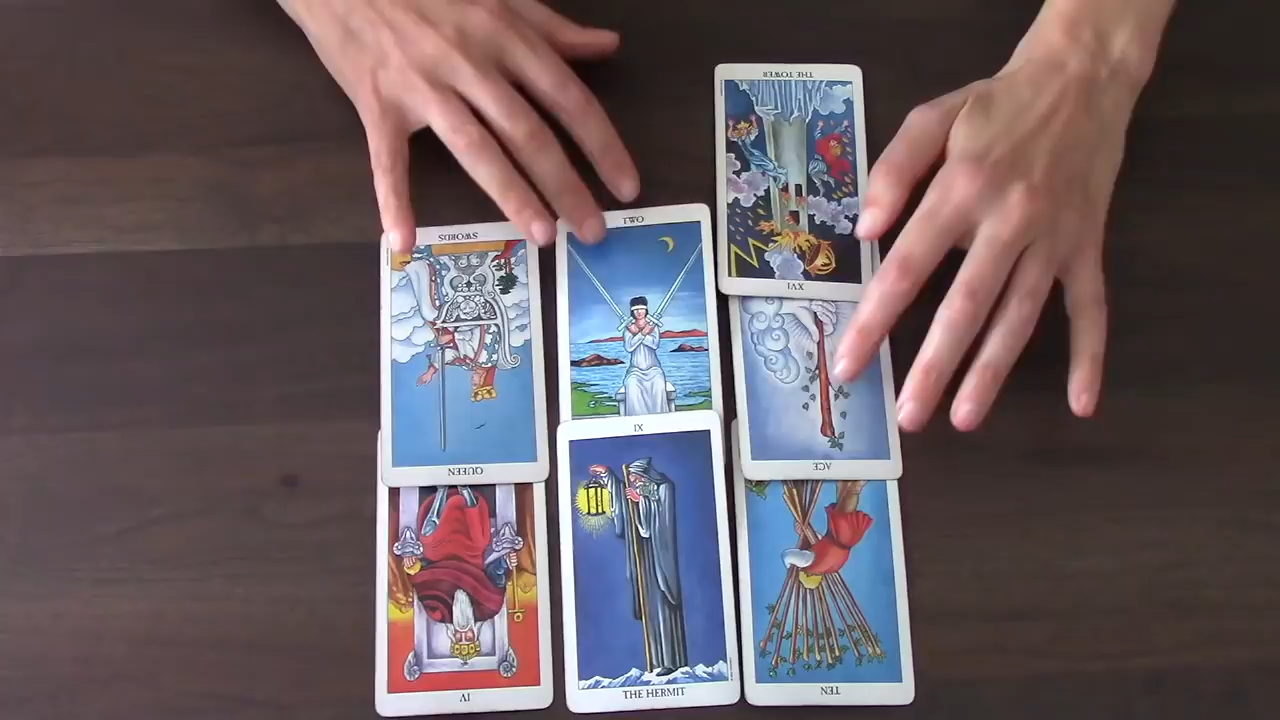 THE TOWER
XVI
SWORDS
TWO
QUEEN
ACE
IX
THE HERMIT
IV
TEN